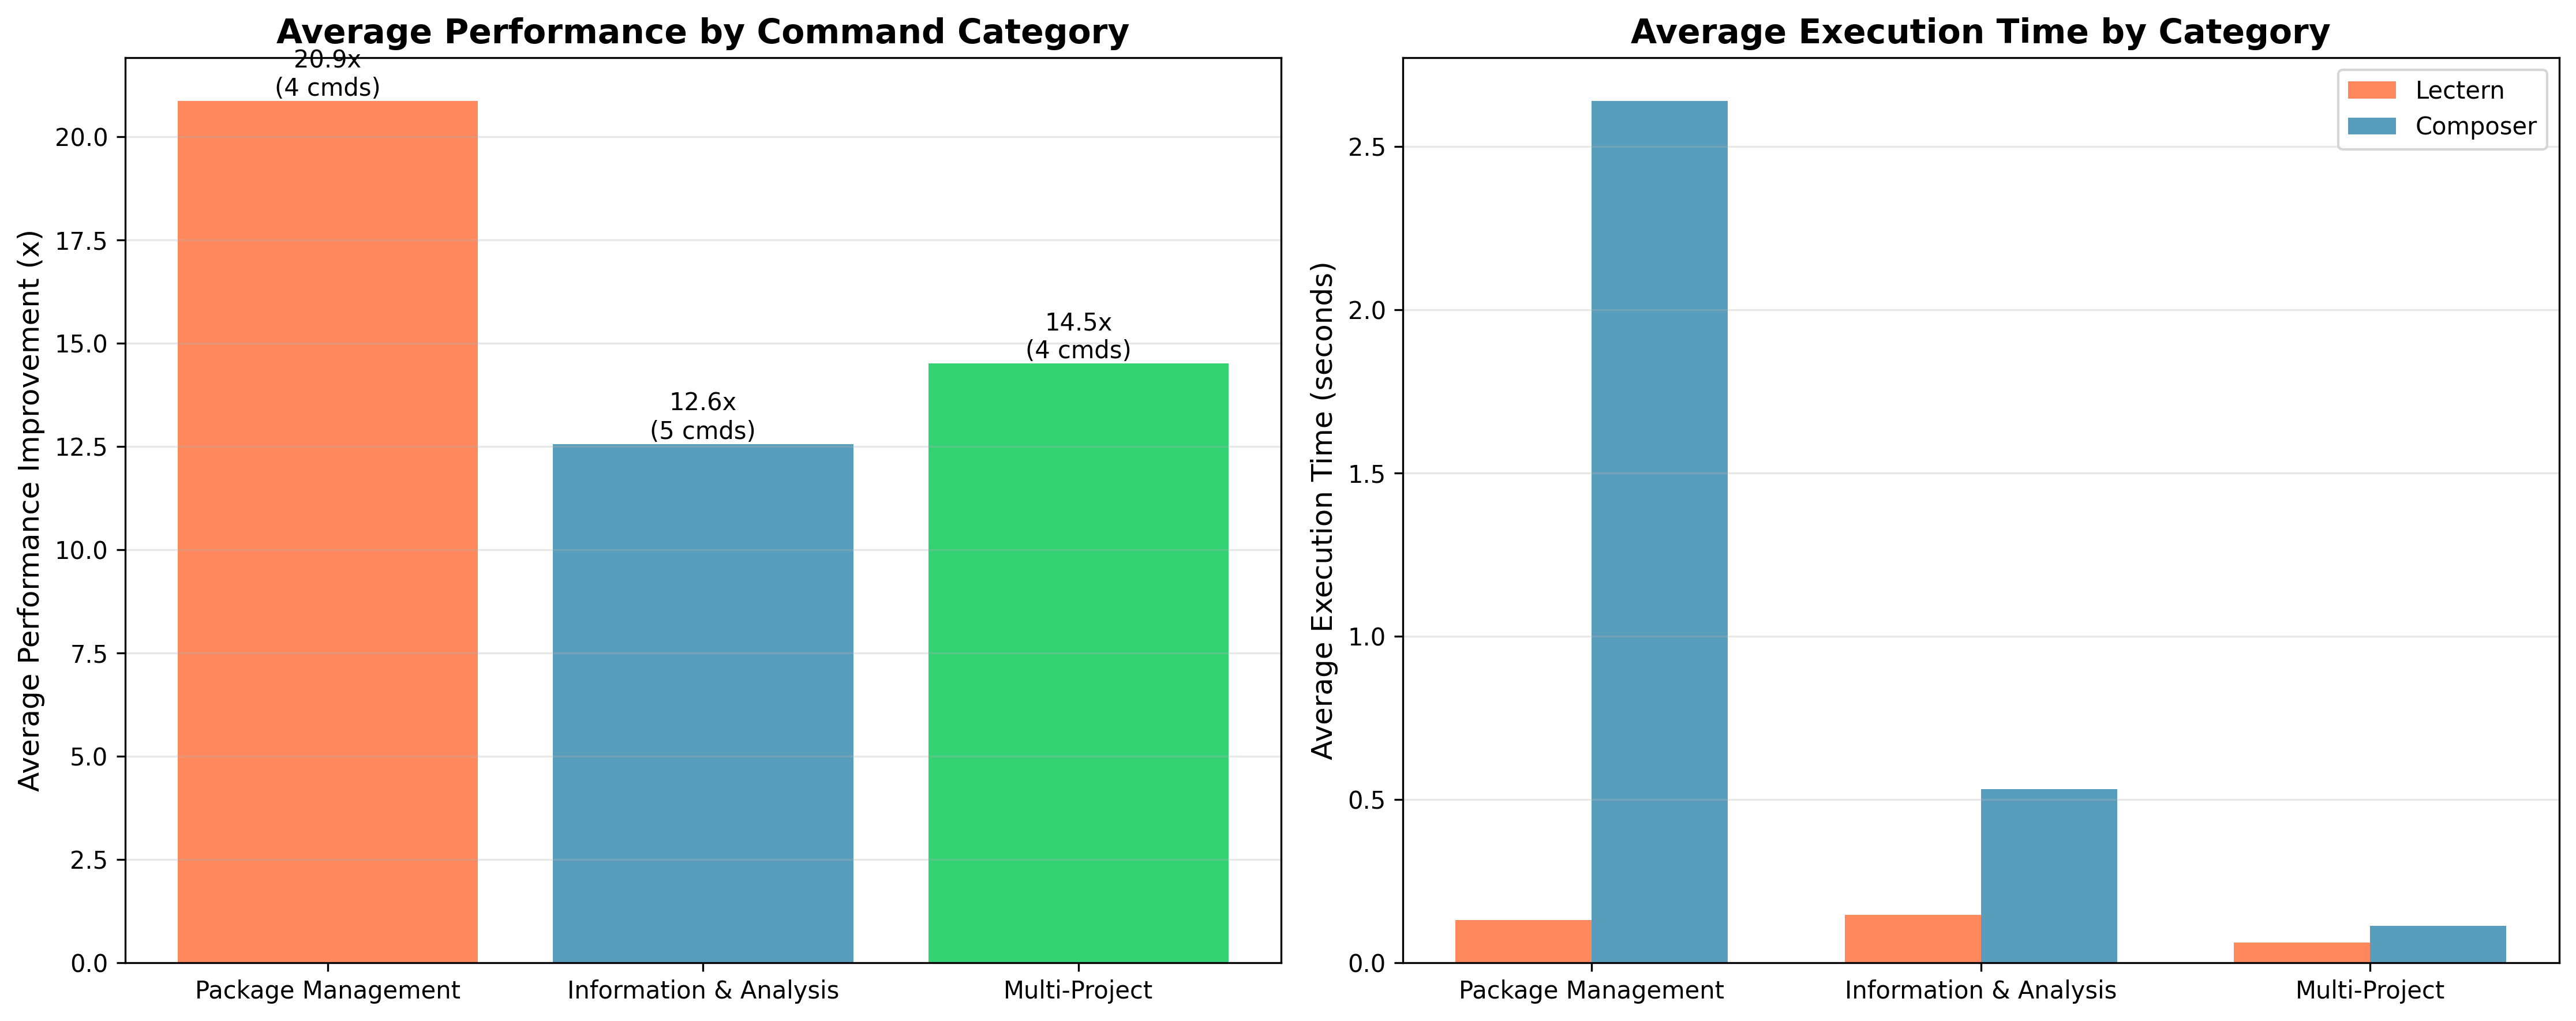 Average Performance by Command Category
Average Performance Improvement (x)
20.0
17.5
15.0
12.5
10.0
7.5
5.0
2.5
0.0
20.9x
(4 cmds)
12.6x
(5 cmds)
14.5x
(4 cmds)
Package Management
Information & Analysis
Multi-Project
Average Execution Time by Category
Average Execution Time (seconds)
2.5
2.0
1.5
1.0
0.5
0.0
Lectern
Composer
Package Management
Information & Analysis
Multi-Project